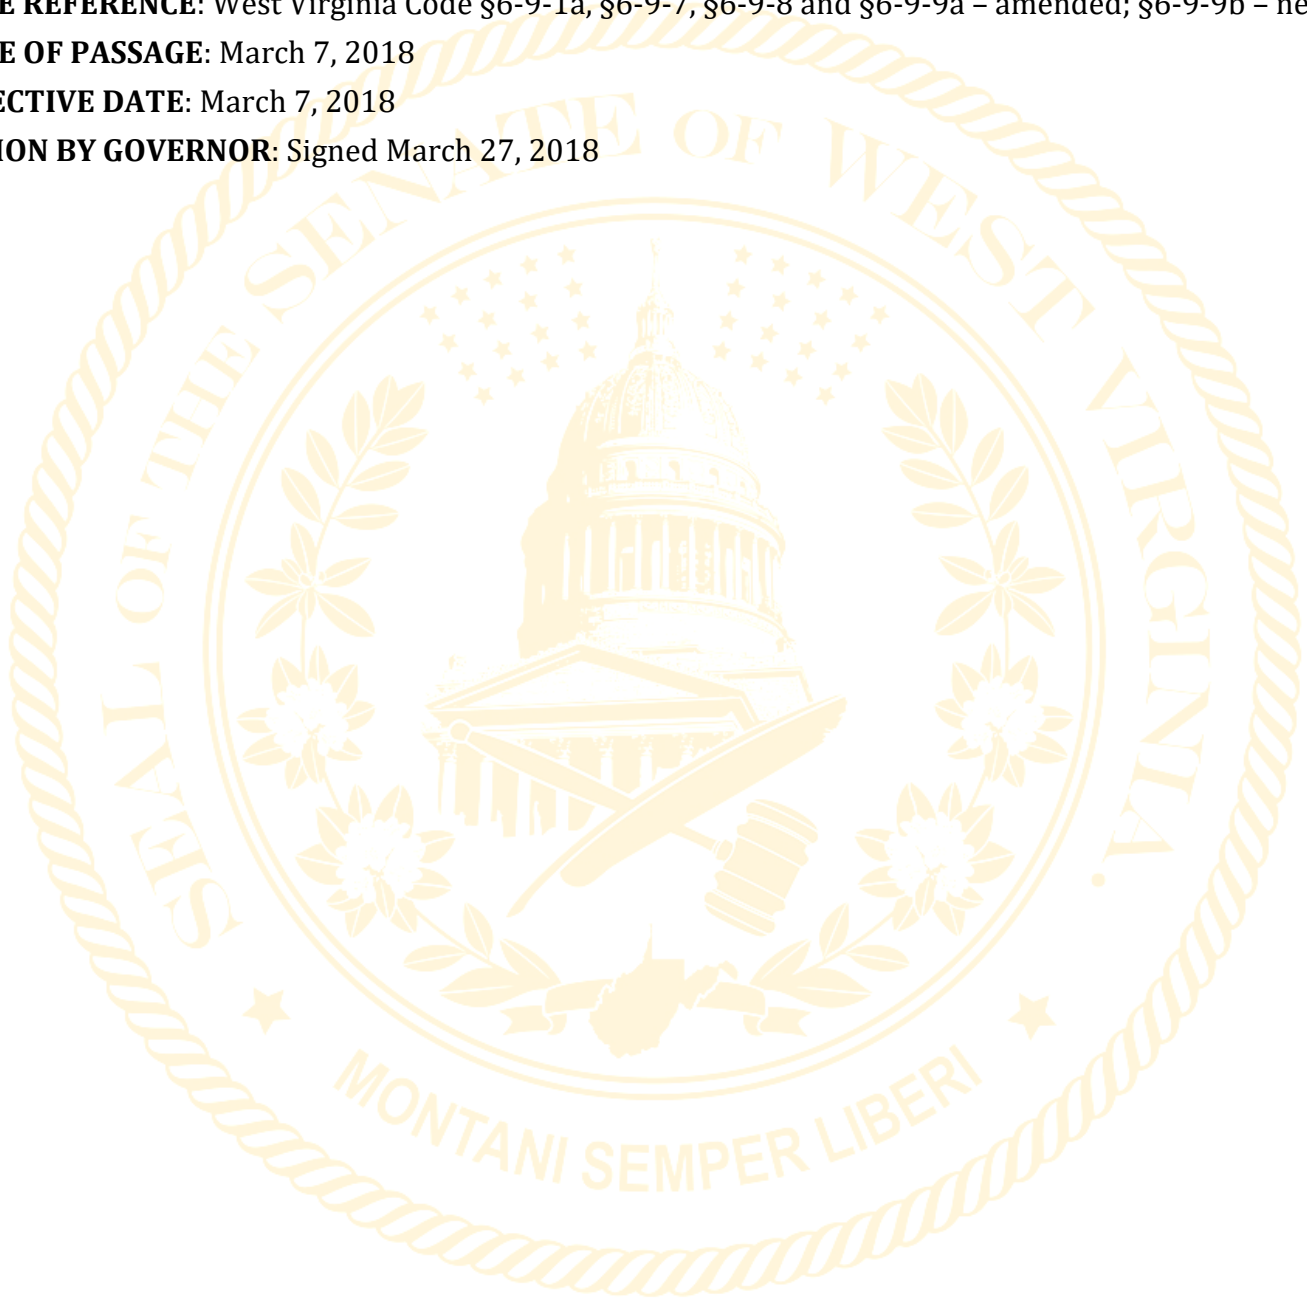 E REFERENCE: West Virginia Code §6-9-1a, §6-9-7, §6-9-8 and §6-9-9a – amended; §6-9-9b – ne
E OF PASSAGE: March 7, 2018
ECTIVE DATE: March 7, 2018
ION BY GOVERNOR: Signed March 27, 2018
SEAL OF THE SENATE OF WEST VIRGINIA.
MONTANI SEMPER LIBERI